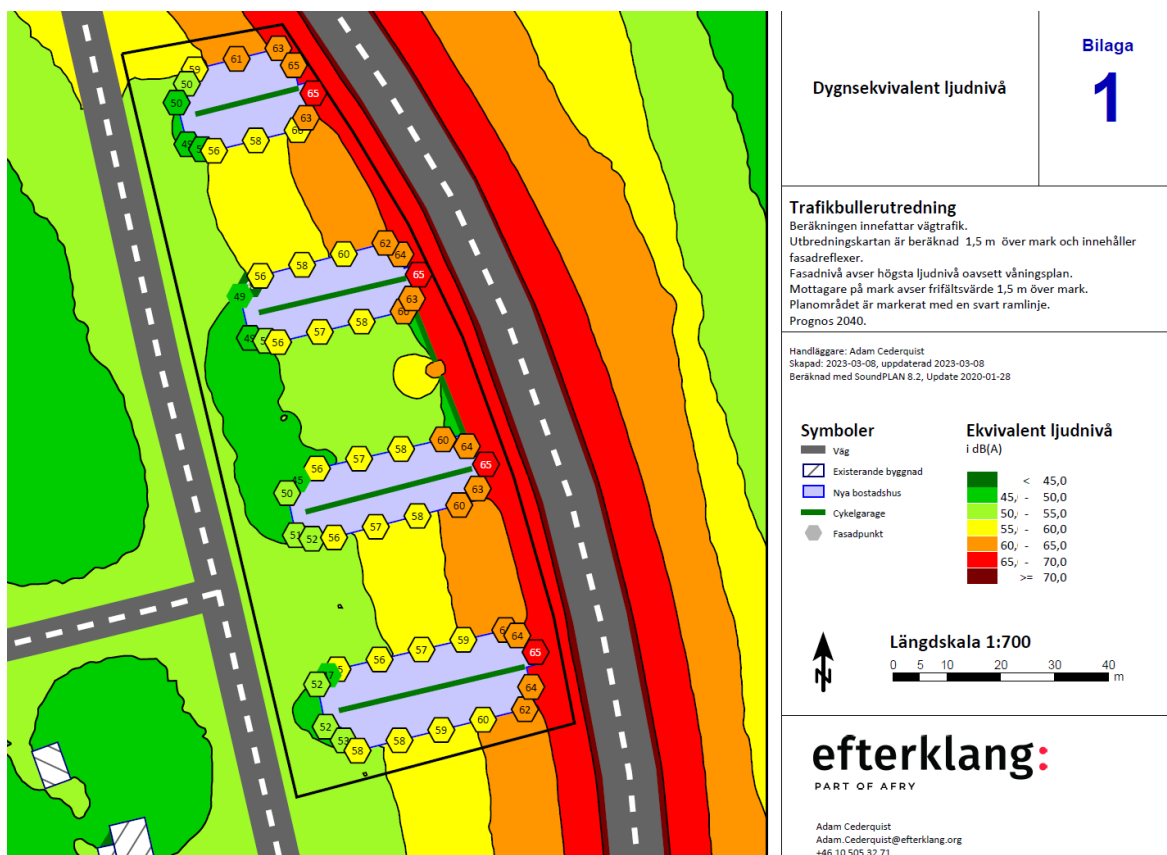 Dygnsekvivalent ljudnivå
Bilaga
1
Trafikbullerutredning
Beräkningen innefattar vägtrafik.
Utbredningskartan är beräknad 1,5 m över mark och innehåller
fasadreflexer.
Fasadnivå avser högsta ljudnivå oavsett våningsplan.
Mottagare på mark avser frifältsvärde 1,5 m över mark.
Planområdet är markerat med en svart ramlinje.
Prognos 2040.
Handläggare: Adam Cederquist
Skapad: 2023-03-08, uppdaterad 2023-03-08
Beräknad med SoundPLAN 8.2, Update 2020-01-28
Symboler
Väg
Existerande byggnad
Nya bostadshus
Cykelgarage
Fasadpunkt
Ekvivalent ljudnivå
i dB(A)
< 45,0
45, - 50,0
50, - 55,0
55, - 60,0
60, - 65,0
65, - 70,0
>= 70,0
N
Längdskala 1:700
0 5 10 20 30 40
m
efterklang:
PART OF AFRY
Adam Cederquist
Adam.Cederquist@efterklang.org
+46 10 505 32 71
63
61
65
59
50
65
50
63
58
56
62
64
60
58
65
56
49
63
58
57
56
60
64
58
65
57
56
50
63
60
58
57
51
52
56
64
59
65
57
56
52
64
62
60
52
59
53
58
58